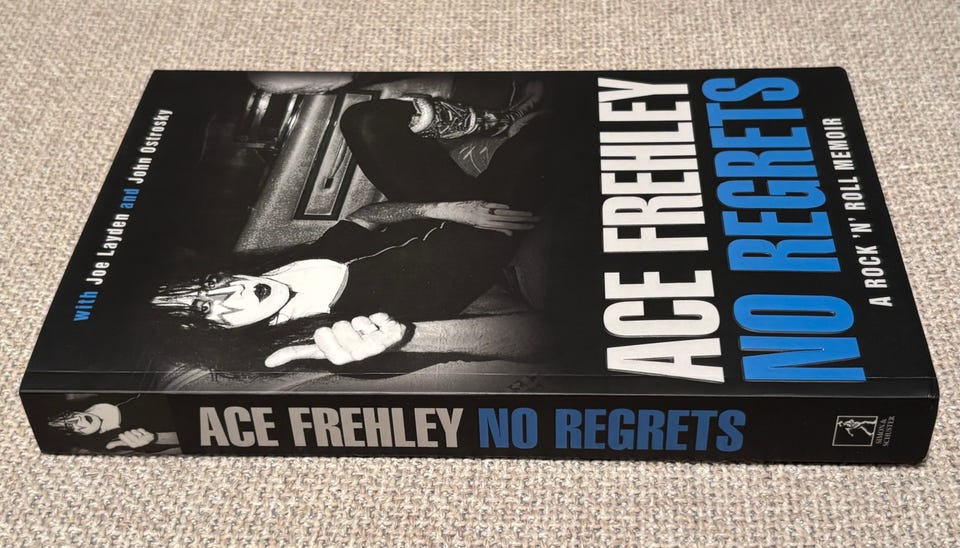 ACE FREHLEY
NO REGRETS
A ROCK 'N' ROLL MEMOIR
with Joe Layden and John Ostrosky
ACE FREHLEY NO REGRETS
SIMON &
SCHUSTER